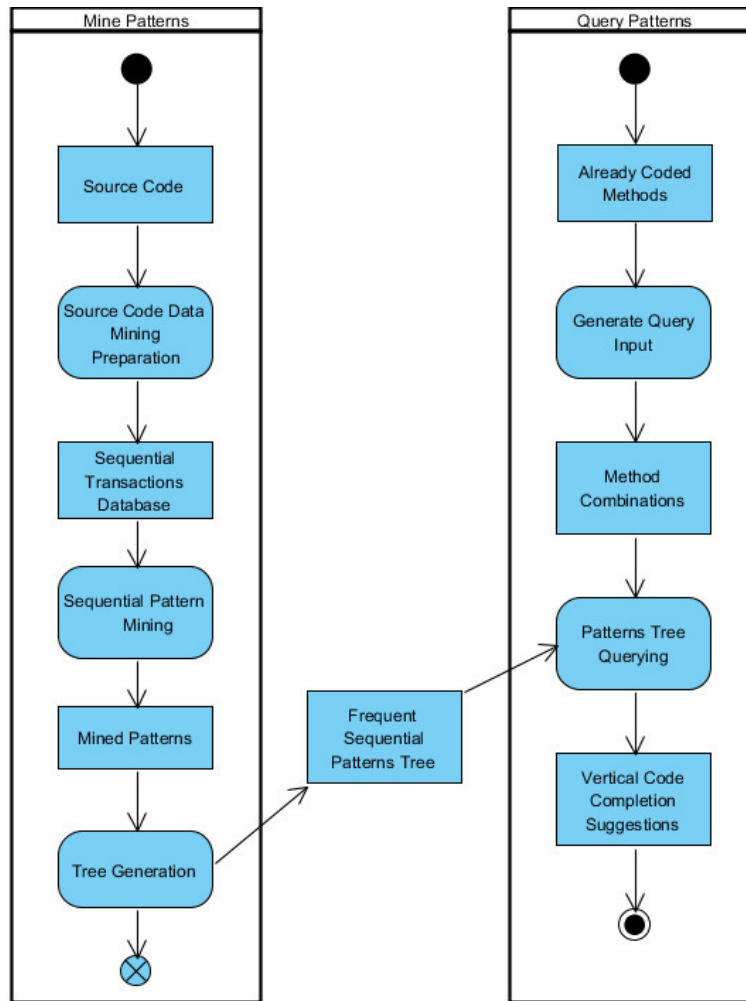 Mine Patterns
Source Code
Source Code Data
Mining
Preparation
Sequential
Transactions
Database
Sequential Pattern
Mining
Mined Patterns
Tree Generation
Frequent
Sequential
Patterns Tree
Query Patterns
Already Coded
Methods
Generate Query
Input
Method
Combinations
Patterns Tree
Querying
Vertical Code
Completion
Suggestions